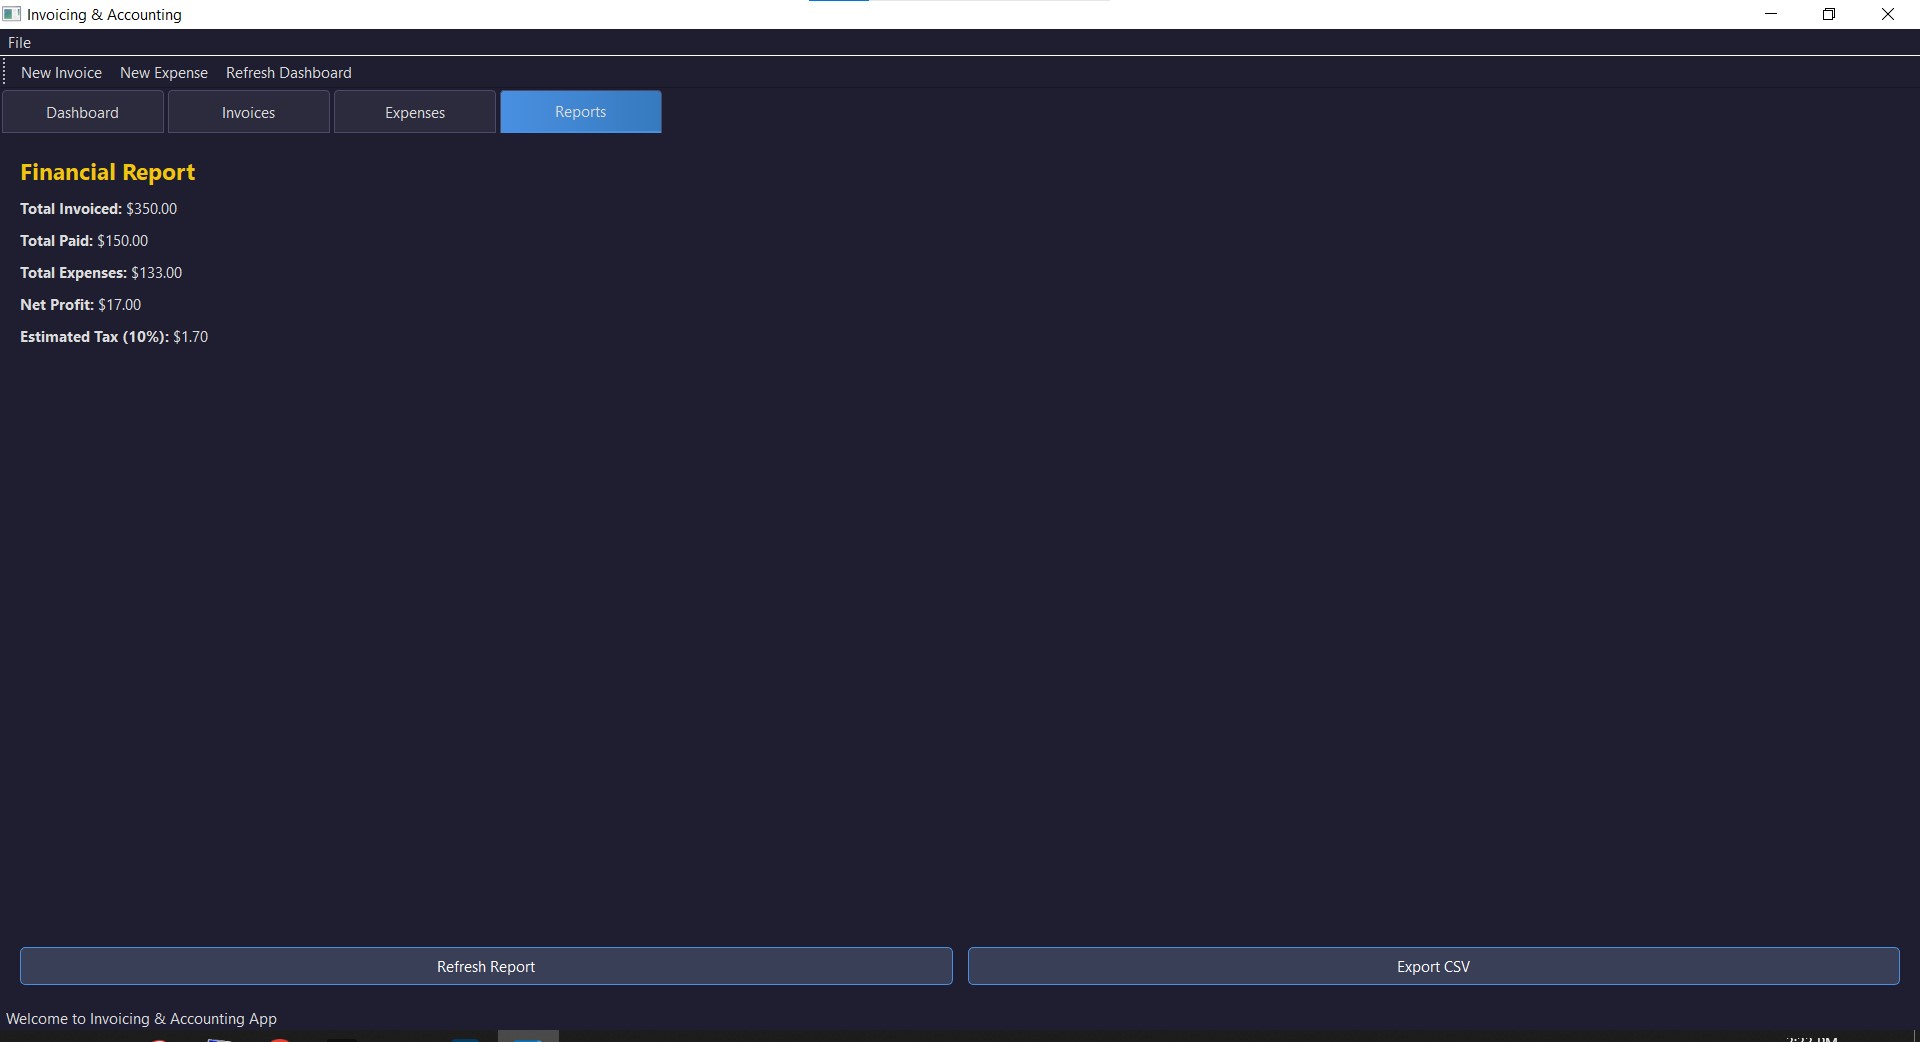 Invoicing & Accounting
File
New Invoice New Expense Refresh Dashboard
Dashboard Invoices Expenses Reports
Financial Report
Total Invoiced: $350.00
Total Paid: $150.00
Total Expenses: $133.00
Net Profit: $17.00
Estimated Tax (10%): $1.70
Refresh Report Export CSV
Welcome to Invoicing & Accounting App